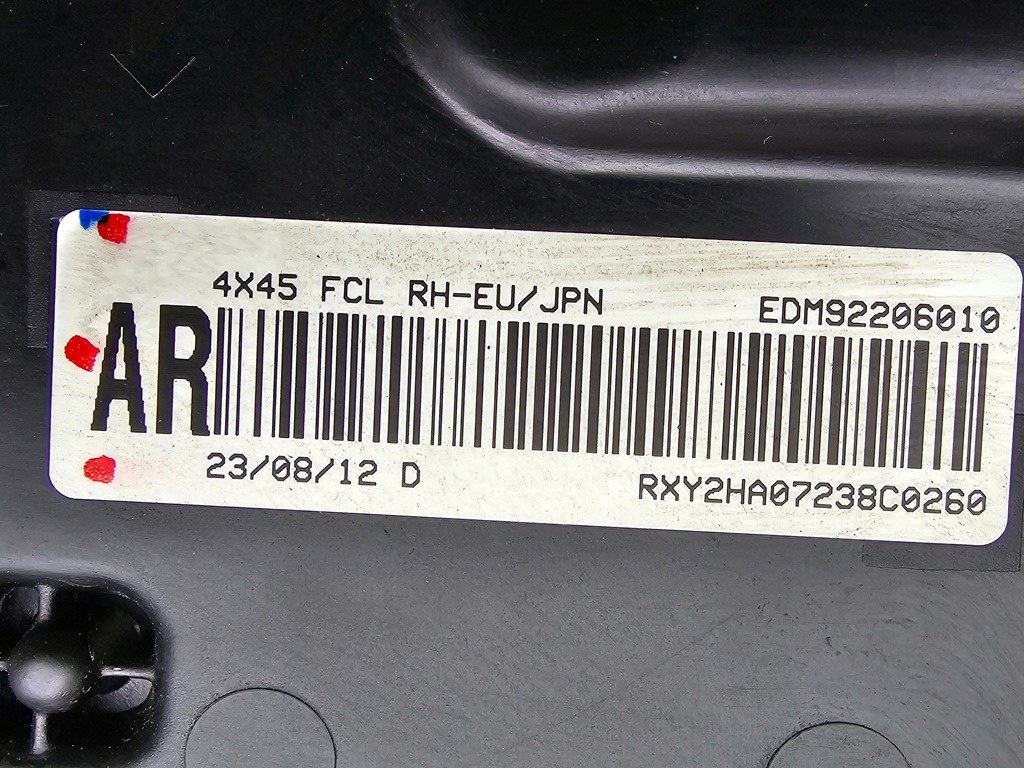 4X45 FCL RH-EU/JPN
EDM92206010
AR
23/08/12 D
RXY2HA07238C0260